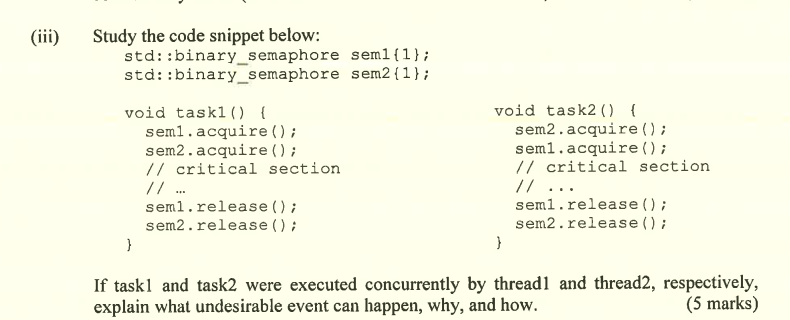 (iii) Study the code snippet below:
std::binary_semaphore sem1{1};
std::binary_semaphore sem2{1};
void task1() {
sem1.acquire();
sem2.acquire();
// critical section
// …
sem1.release();
sem2.release();
}
void task2() {
sem2.acquire();
sem1.acquire();
// critical section
// ...
sem1.release();
sem2.release();
}
If task1 and task2 were executed concurrently by thread1 and thread2, respectively,
explain what undesirable event can happen, why, and how. (5 marks)